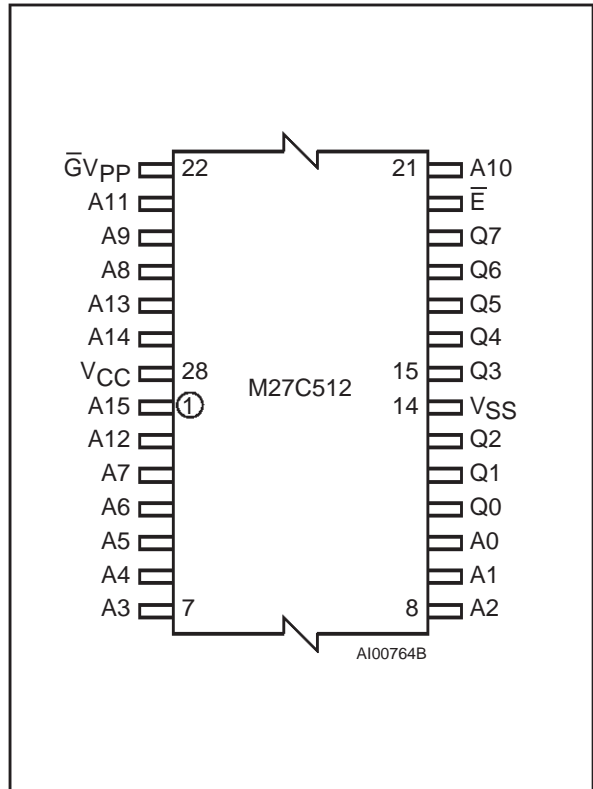 G̅VPP 22 21 A10
A11 E̅
A9 Q7
A8 Q6
A13 Q5
A14 Q4
VCC 28 15 Q3
M27C512
A15 1 14 VSS
A12 Q2
A7 Q1
A6 Q0
A5 A0
A4 A1
A3 7 8 A2
AI00764B